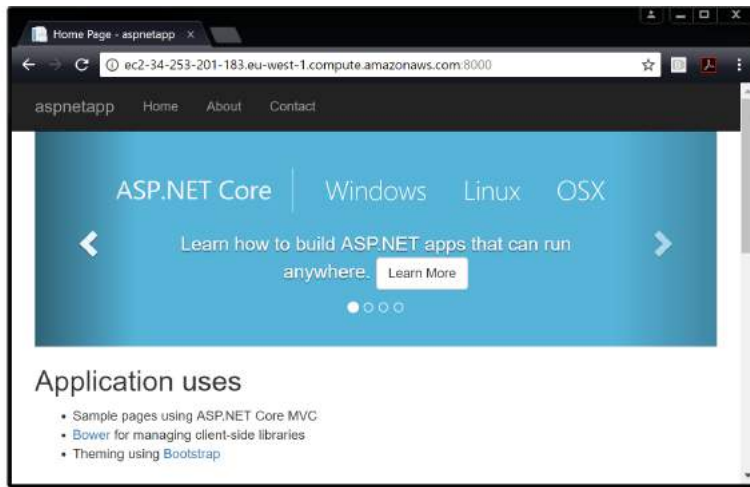 Home Page - aspnetapp
ec2-34-253-201-183.eu-west-1.compute.amazonaws.com:8000
aspnetapp Home About Contact
ASP.NET Core Windows Linux OSX
Learn how to build ASP.NET apps that can run
anywhere. Learn More
Application uses
• Sample pages using ASP.NET Core MVC
• Bower for managing client-side libraries
• Theming using Bootstrap